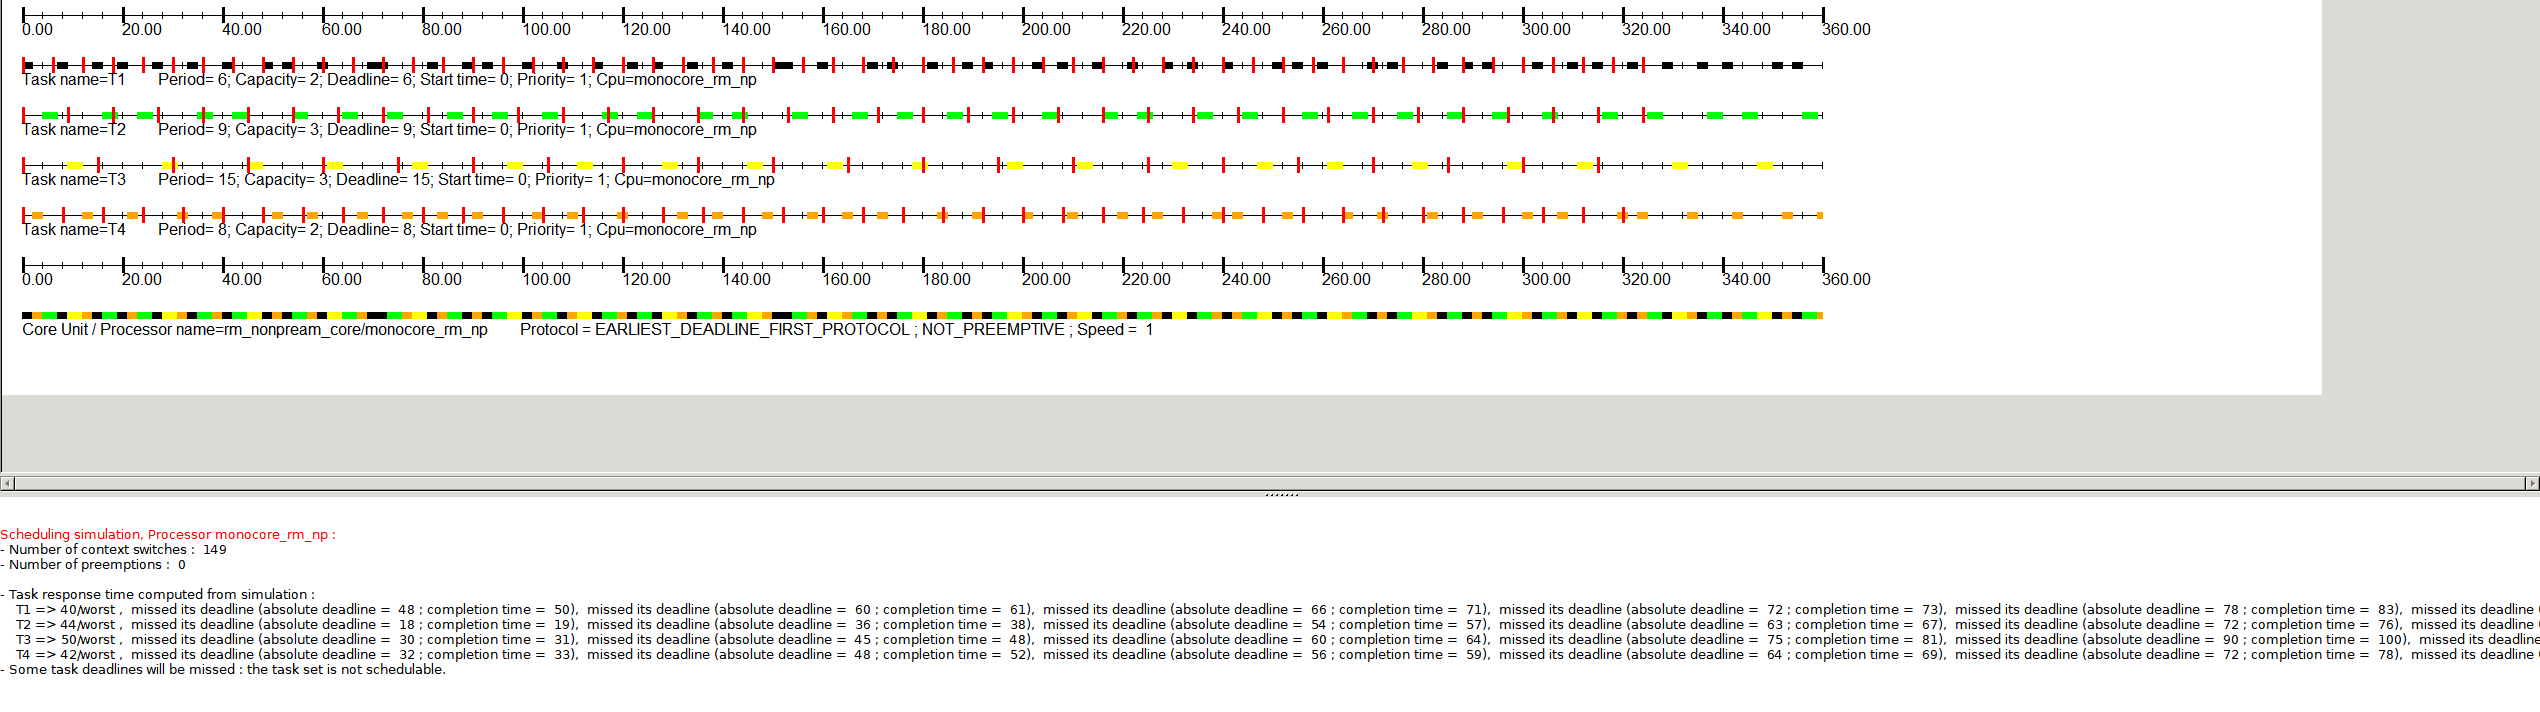 0.00 20.00 40.00 60.00 80.00 100.00 120.00 140.00 160.00 180.00 200.00 220.00 240.00 260.00 280.00 300.00 320.00 340.00 360.00
Task name=T1 Period= 6; Capacity= 2; Deadline= 6; Start time= 0; Priority= 1; Cpu=monocore_rm_np
Task name=T2 Period= 9; Capacity= 3; Deadline= 9; Start time= 0; Priority= 1; Cpu=monocore_rm_np
Task name=T3 Period= 15; Capacity= 3; Deadline= 15; Start time= 0; Priority= 1; Cpu=monocore_rm_np
Task name=T4 Period= 8; Capacity= 2; Deadline= 8; Start time= 0; Priority= 1; Cpu=monocore_rm_np
0.00 20.00 40.00 60.00 80.00 100.00 120.00 140.00 160.00 180.00 200.00 220.00 240.00 260.00 280.00 300.00 320.00 340.00 360.00
Core Unit / Processor name=rm_nonpream_core/monocore_rm_np Protocol = EARLIEST_DEADLINE_FIRST_PROTOCOL ; NOT_PREEMPTIVE ; Speed = 1
Scheduling simulation, Processor monocore_rm_np :
- Number of context switches : 149
- Number of preemptions : 0
- Task response time computed from simulation :
T1 => 40/worst , missed its deadline (absolute deadline = 48 ; completion time = 50), missed its deadline (absolute deadline = 60 ; completion time = 61), missed its deadline (absolute deadline = 66 ; completion time = 71), missed its deadline (absolute deadline = 72 ; completion time = 73), missed its deadline (absolute deadline = 78 ; completion time = 83), missed its deadline (
T2 => 44/worst , missed its deadline (absolute deadline = 18 ; completion time = 19), missed its deadline (absolute deadline = 36 ; completion time = 38), missed its deadline (absolute deadline = 54 ; completion time = 57), missed its deadline (absolute deadline = 63 ; completion time = 67), missed its deadline (absolute deadline = 72 ; completion time = 76), missed its deadline (
T3 => 50/worst , missed its deadline (absolute deadline = 30 ; completion time = 31), missed its deadline (absolute deadline = 45 ; completion time = 48), missed its deadline (absolute deadline = 60 ; completion time = 64), missed its deadline (absolute deadline = 75 ; completion time = 81), missed its deadline (absolute deadline = 90 ; completion time = 100), missed its deadline
T4 => 42/worst , missed its deadline (absolute deadline = 32 ; completion time = 33), missed its deadline (absolute deadline = 48 ; completion time = 52), missed its deadline (absolute deadline = 56 ; completion time = 59), missed its deadline (absolute deadline = 64 ; completion time = 69), missed its deadline (absolute deadline = 72 ; completion time = 78), missed its deadline (
- Some task deadlines will be missed : the task set is not schedulable.